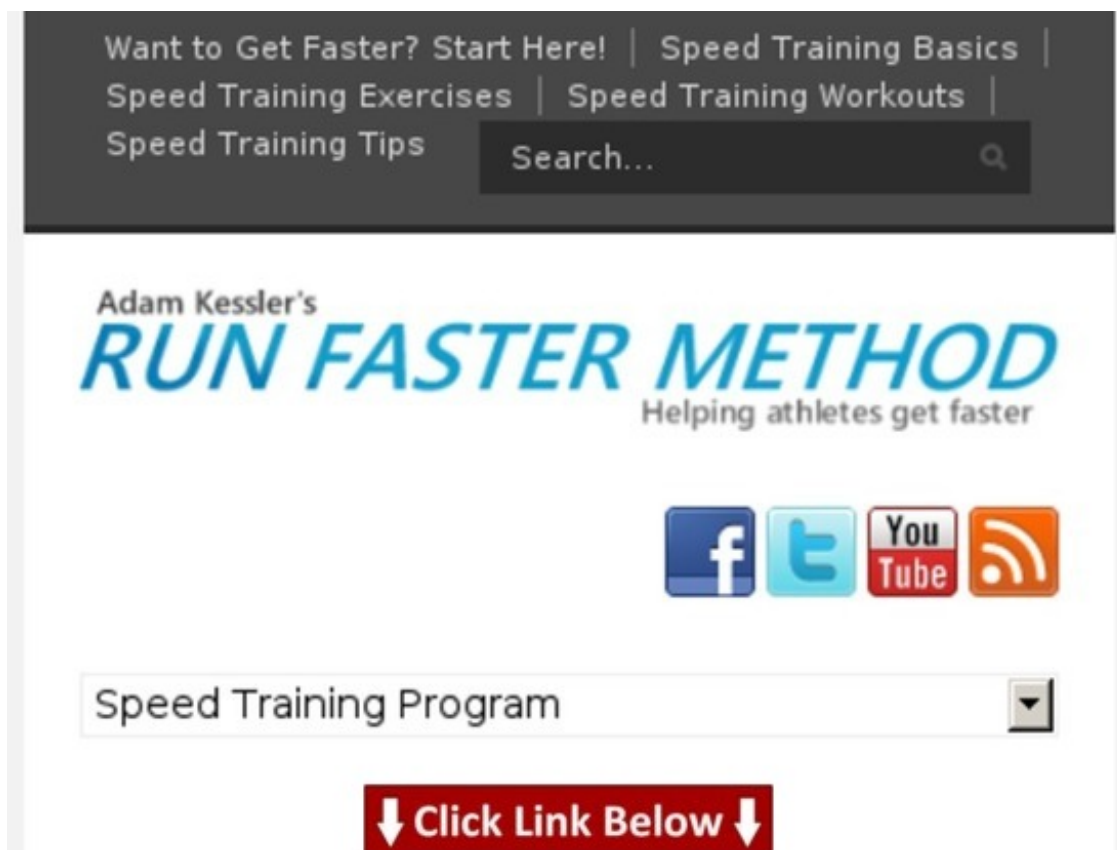 Want to Get Faster? Start Here! | Speed Training Basics |
Speed Training Exercises | Speed Training Workouts |
Speed Training Tips
Search...
Adam Kessler's
RUN FASTER METHOD
Helping athletes get faster
f t You Tube
Speed Training Program
Click Link Below